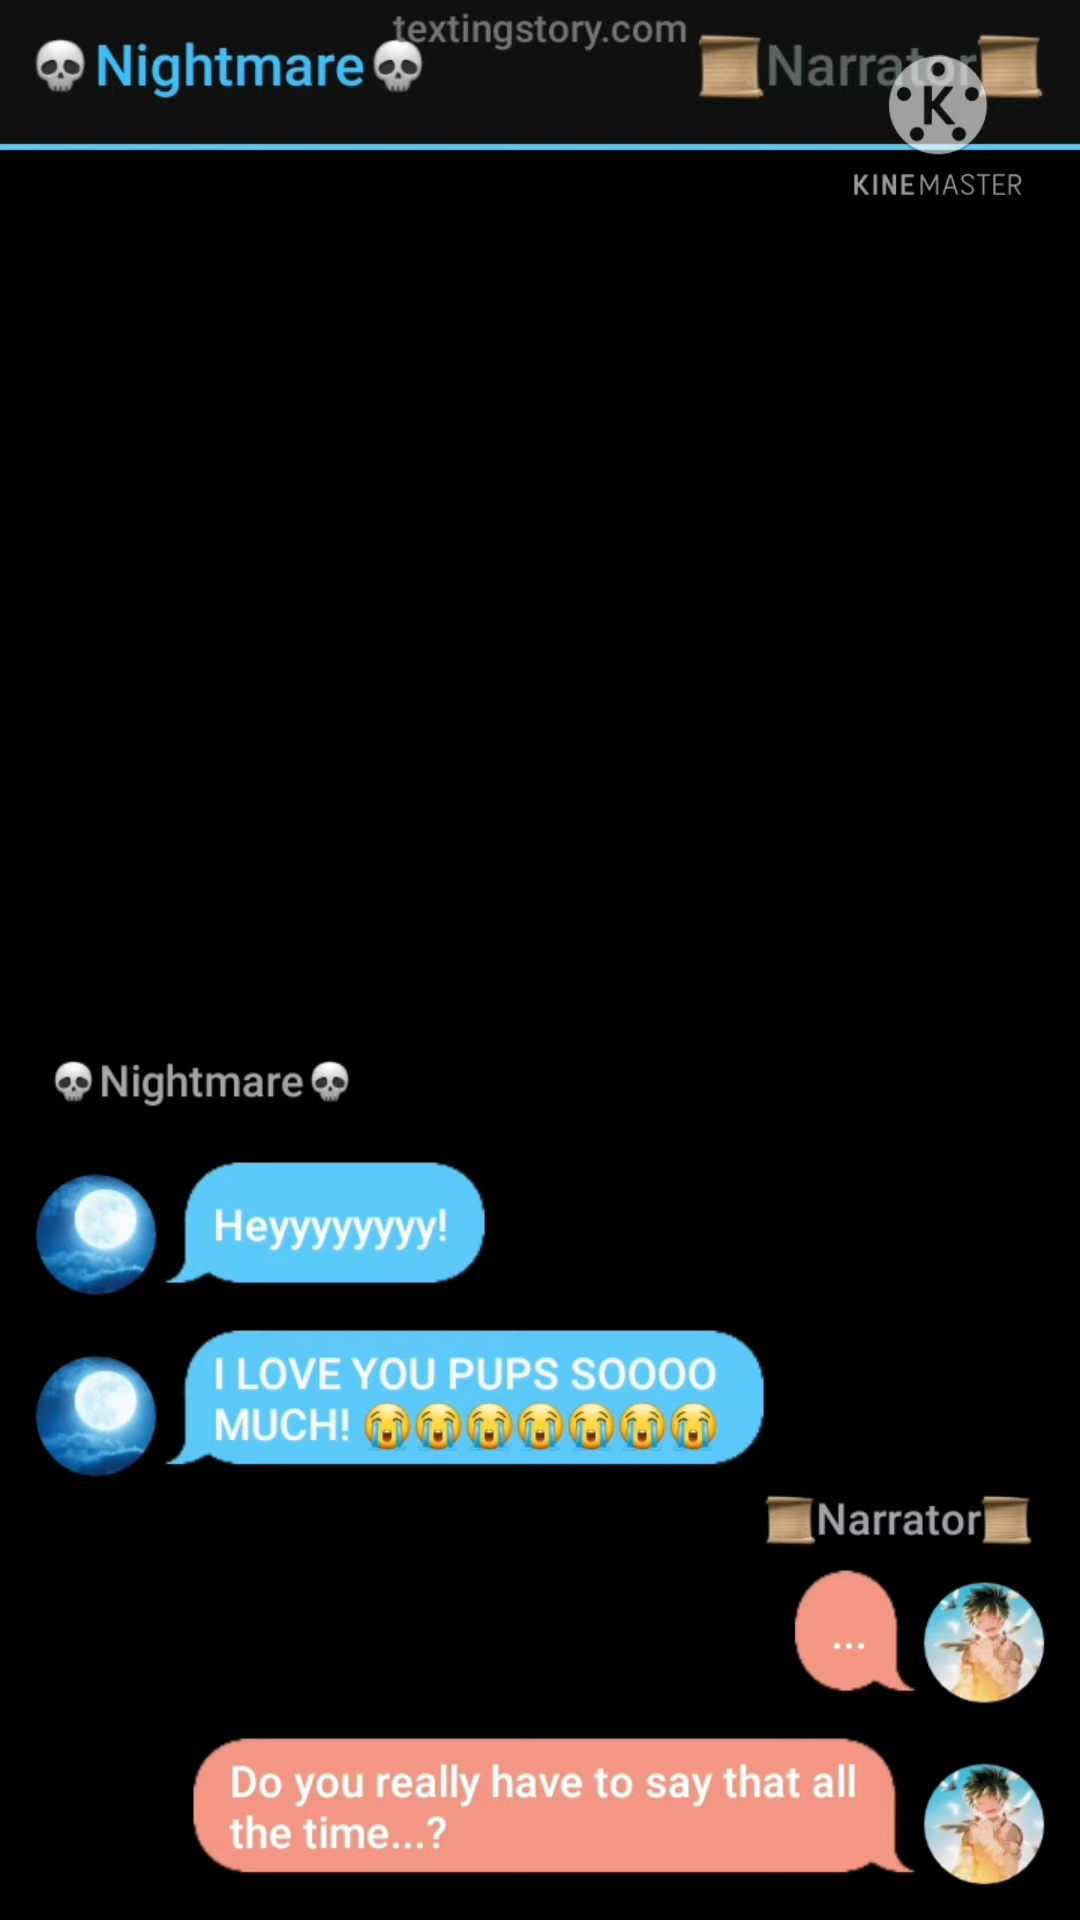 textingstory.com
💀Nightmare💀
📜Narrator📜
K
KINEMASTER
💀Nightmare💀
Heyyyyyyyy!
I LOVE YOU PUPS SOOOO
MUCH! 😭😭😭😭😭😭😭
📜Narrator📜
...
Do you really have to say that all
the time...?